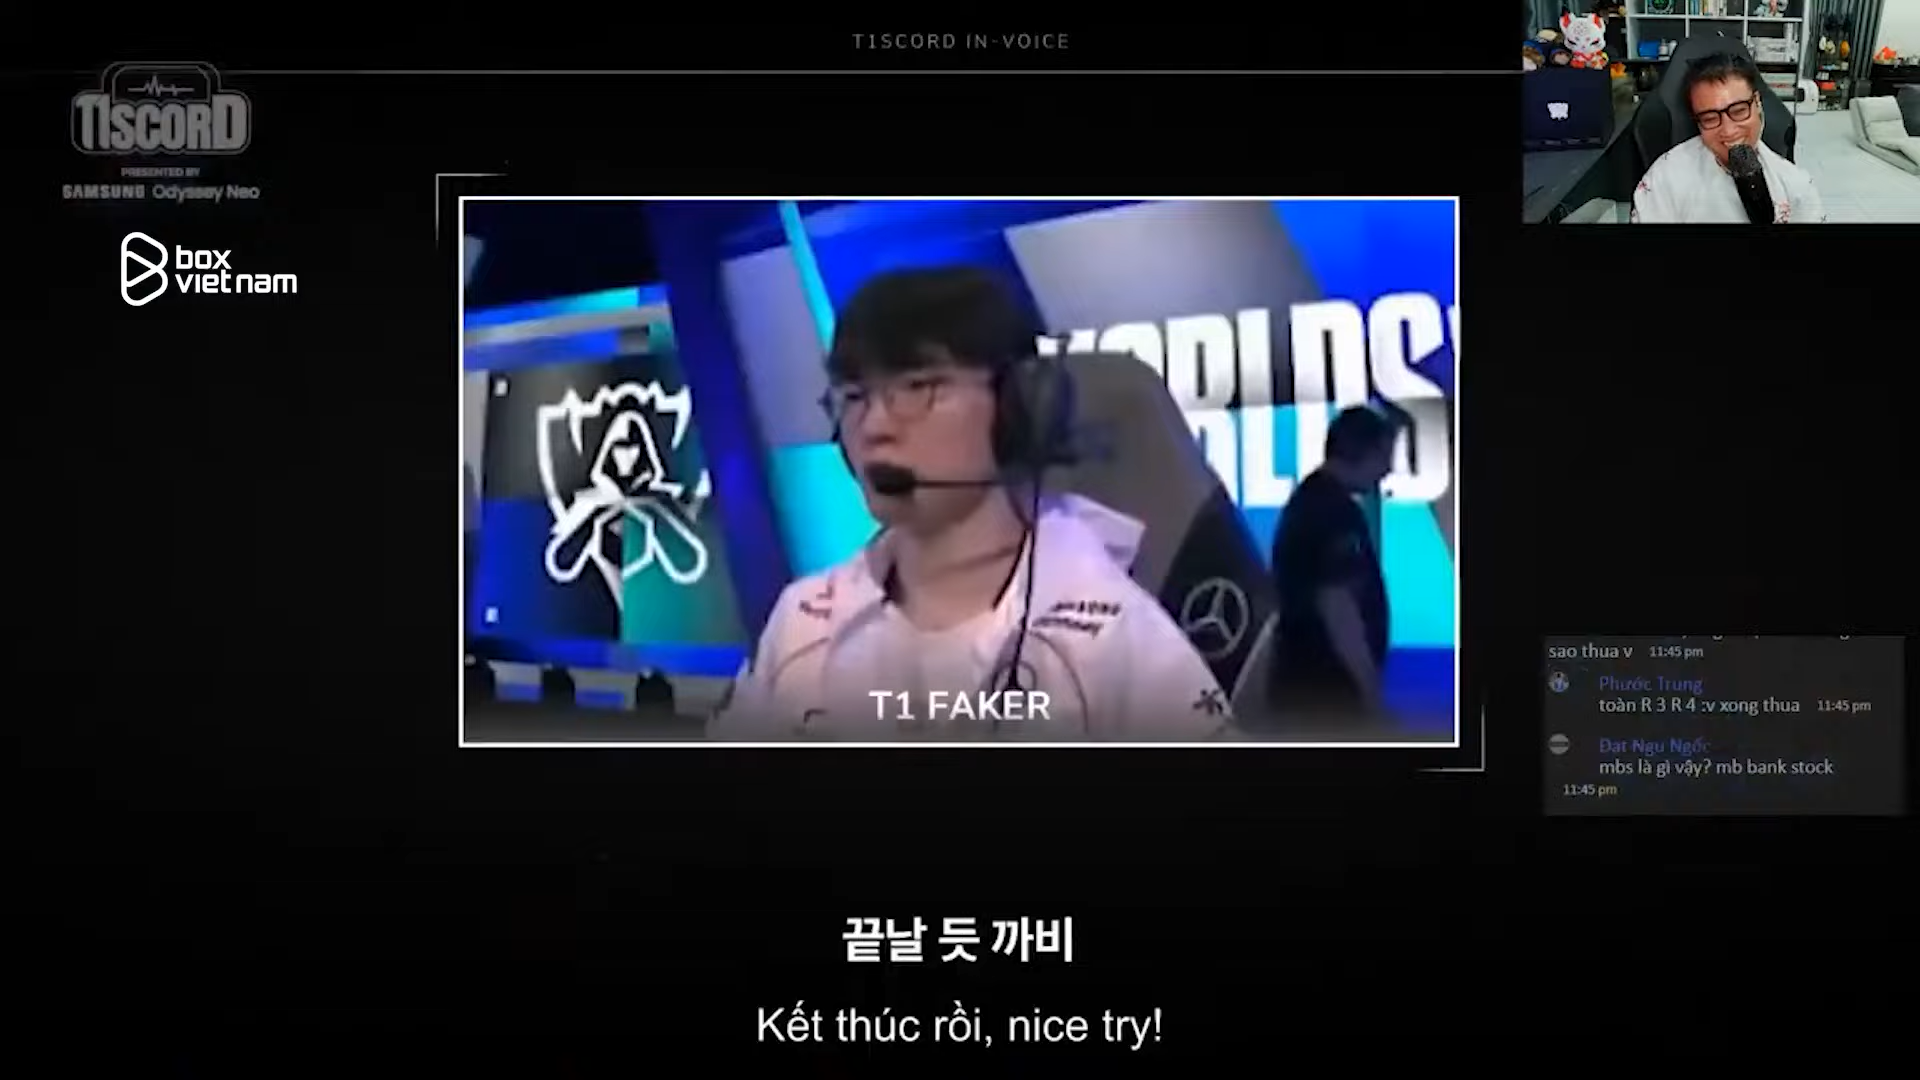 T1SCORD IN-VOICE
T1SCORD
PRESENTED BY
SAMSUNG Odyssey Neo
box
vietnam
WORLDS
T1 FAKER
sao thua v 11:45 pm
Phước Trung
toàn R 3 R 4 :v xong thua 11:45 pm
Đạt Ngu Ngốc
mbs là gì vậy? mb bank stock
11:45 pm
끝날 듯 까비
Kết thúc rồi, nice try!